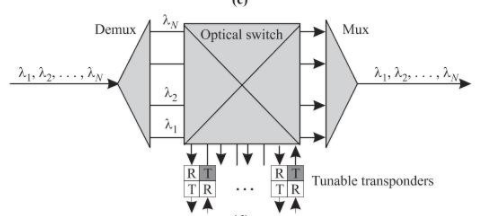 (c)
Demux
λN
Optical switch
Mux
λ1, λ2, . . . , λN
λ1, λ2, . . . , λN
λ2
λ1
R T R T
T R ... T R
Tunable transponders